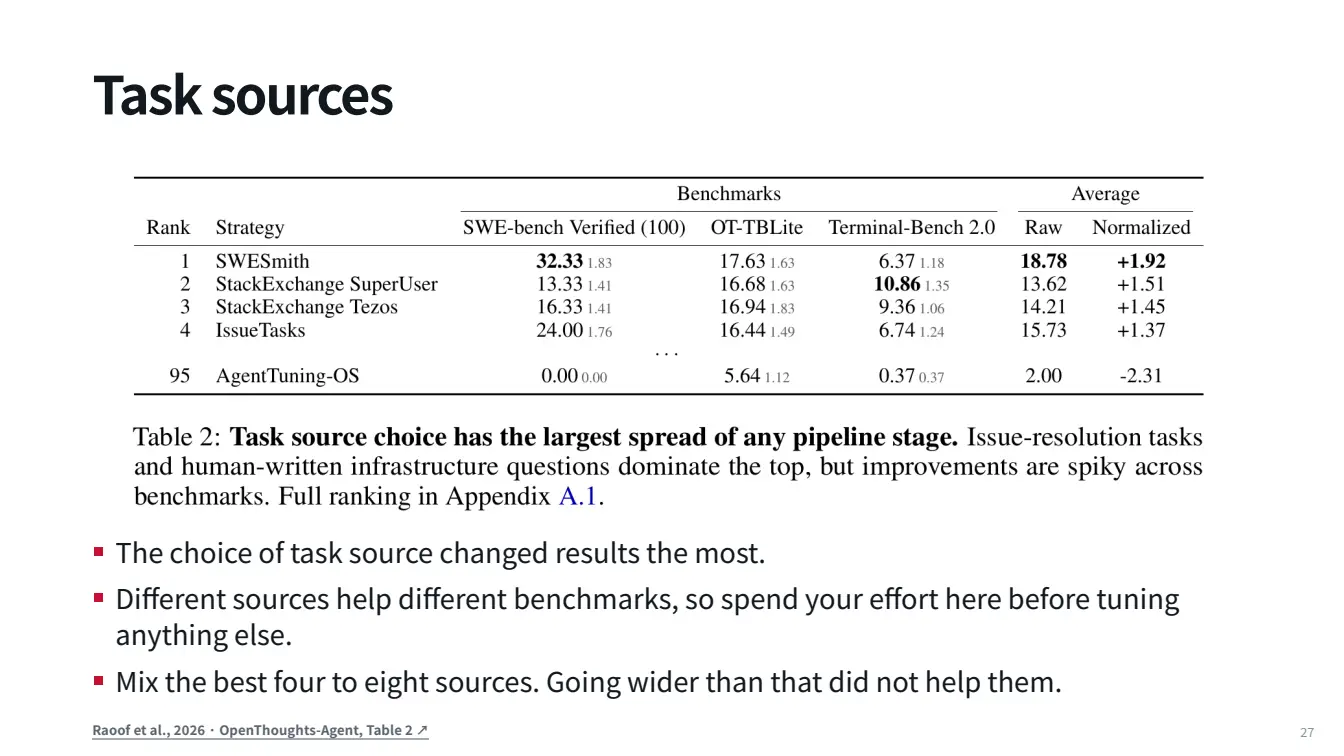 Task sources
Benchmarks Average
Rank Strategy SWE-bench Verified (100) OT-TBLite Terminal-Bench 2.0 Raw Normalized
1 SWESmith 32.33 1.83 17.63 1.63 6.37 1.18 18.78 +1.92
2 StackExchange SuperUser 13.33 1.41 16.68 1.63 10.86 1.35 13.62 +1.51
3 StackExchange Tezos 16.33 1.41 16.94 1.83 9.36 1.06 14.21 +1.45
4 IssueTasks 24.00 1.76 16.44 1.49 6.74 1.24 15.73 +1.37
...
95 AgentTuning-OS 0.00 0.00 5.64 1.12 0.37 0.37 2.00 -2.31
Table 2: Task source choice has the largest spread of any pipeline stage. Issue-resolution tasks
and human-written infrastructure questions dominate the top, but improvements are spiky across
benchmarks. Full ranking in Appendix A.1.
▪ The choice of task source changed results the most.
▪ Different sources help different benchmarks, so spend your effort here before tuning
anything else.
▪ Mix the best four to eight sources. Going wider than that did not help them.
Raoof et al., 2026 · OpenThoughts-Agent, Table 2 ↗
27